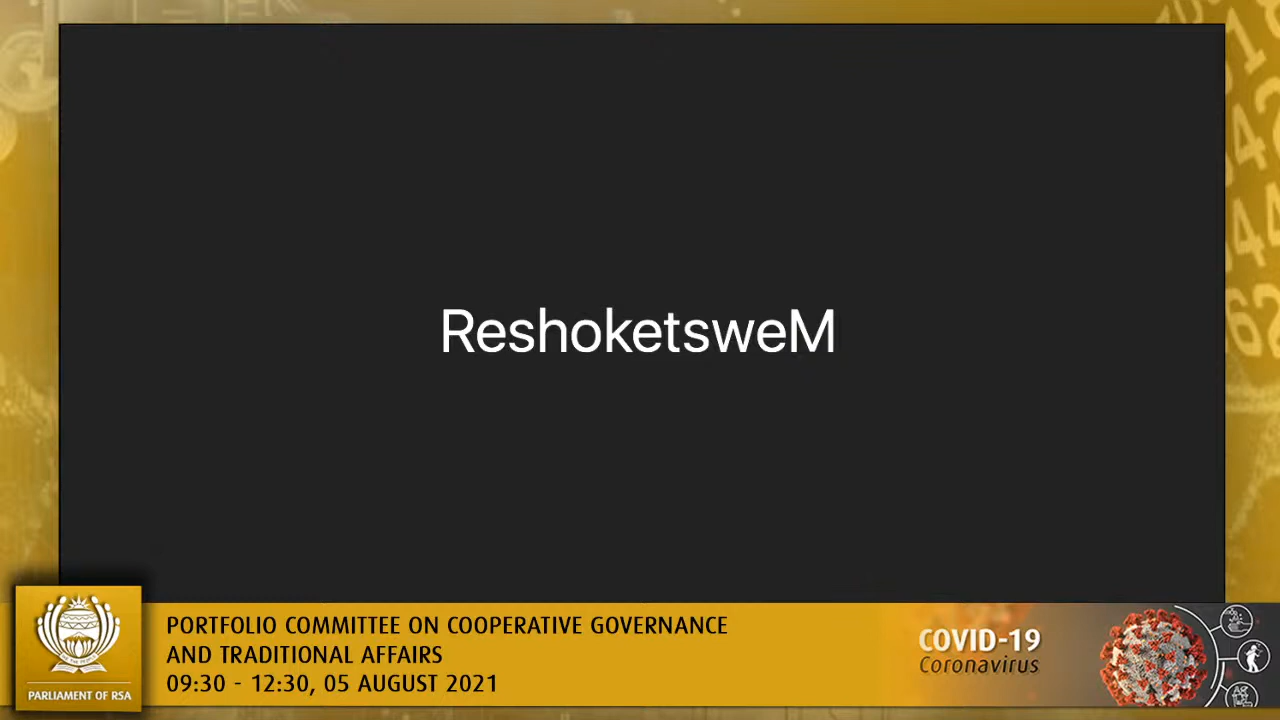 ReshoketsweM
PORTFOLIO COMMITTEE ON COOPERATIVE GOVERNANCE
AND TRADITIONAL AFFAIRS
09:30 - 12:30, 05 AUGUST 2021
PARLIAMENT OF RSA
COVID-19
Coronavirus